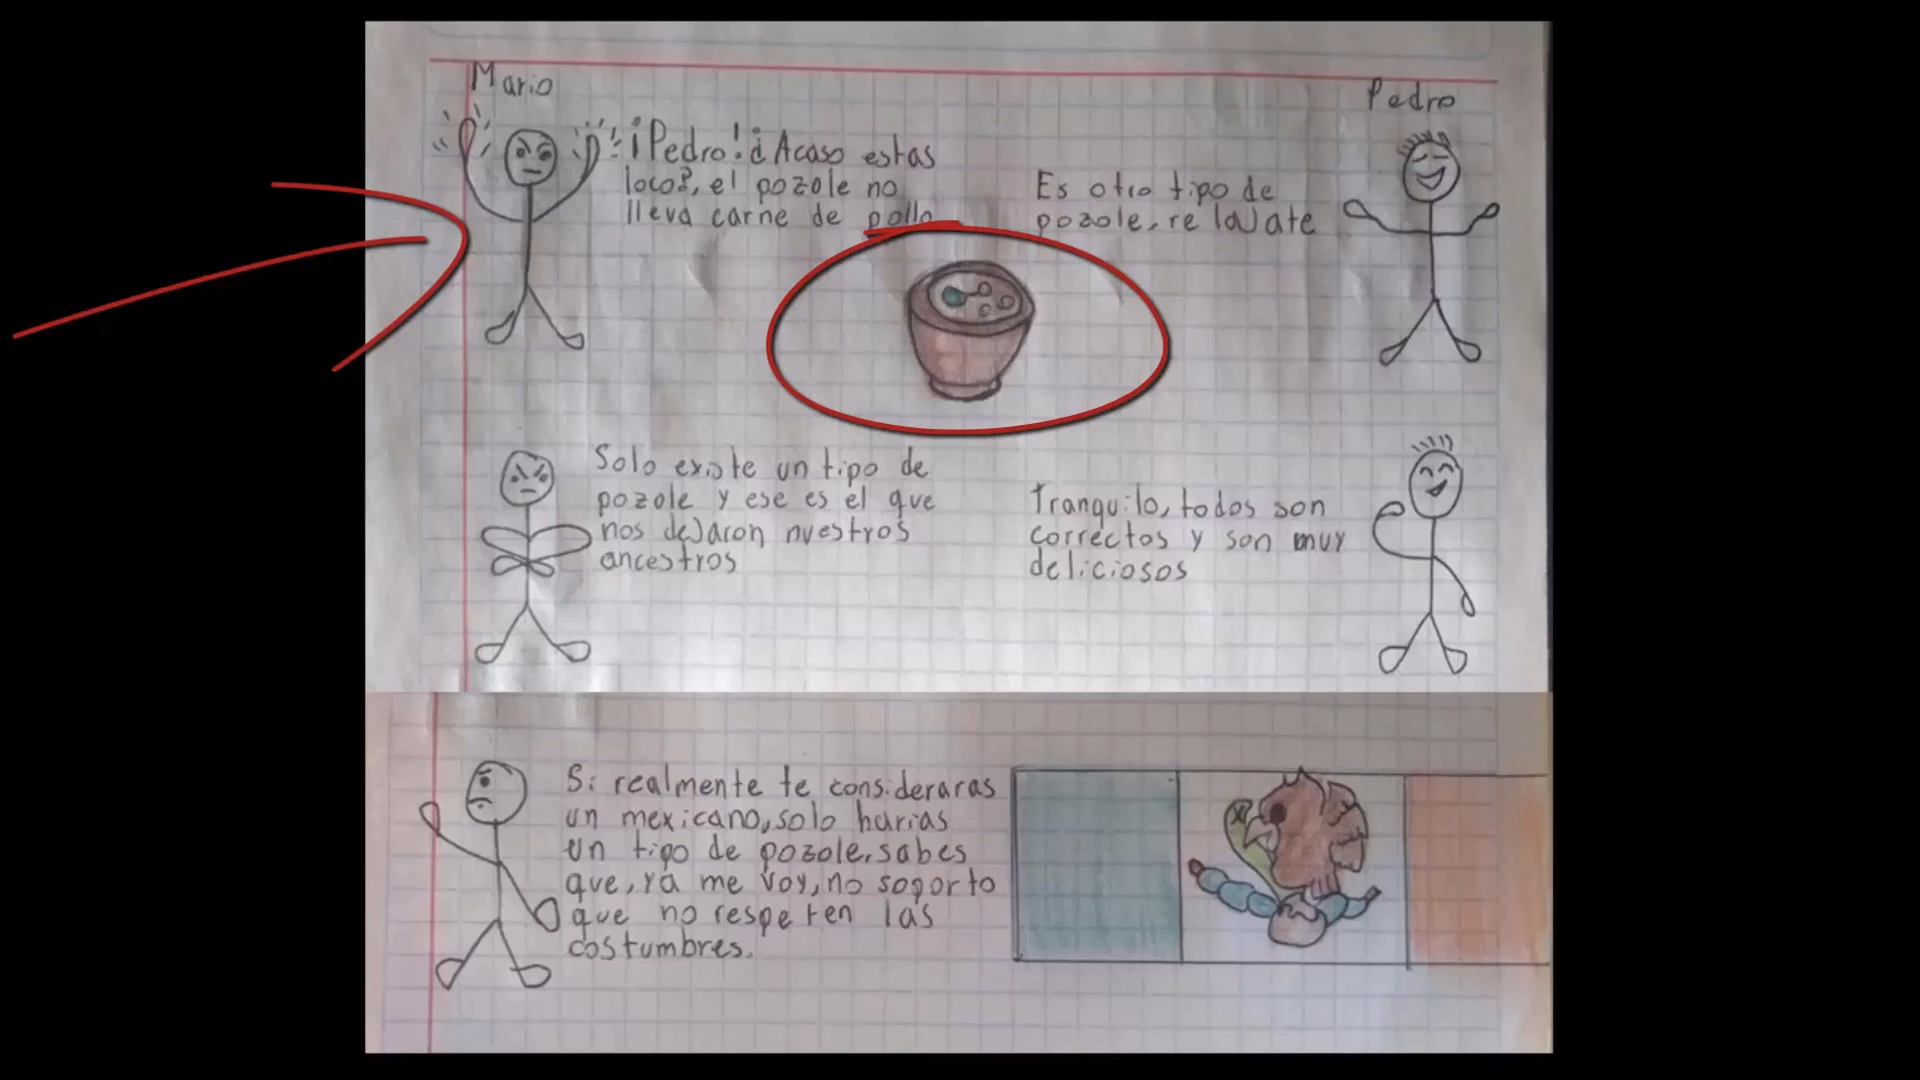 Mario
Pedro
¡Pedro! ¿Acaso estas
loco?, el pozole no
lleva carne de pollo
Es otro tipo de
pozole, relajate
Solo existe un tipo de
pozole y ese es el que
nos dejaron nuestros
ancestros
Tranquilo, todos son
correctos y son muy
deliciosos
Si realmente te consideraras
un mexicano, solo harias
un tipo de pozole, sabes
que, ya me voy, no soporto
que no respeten las
costumbres.